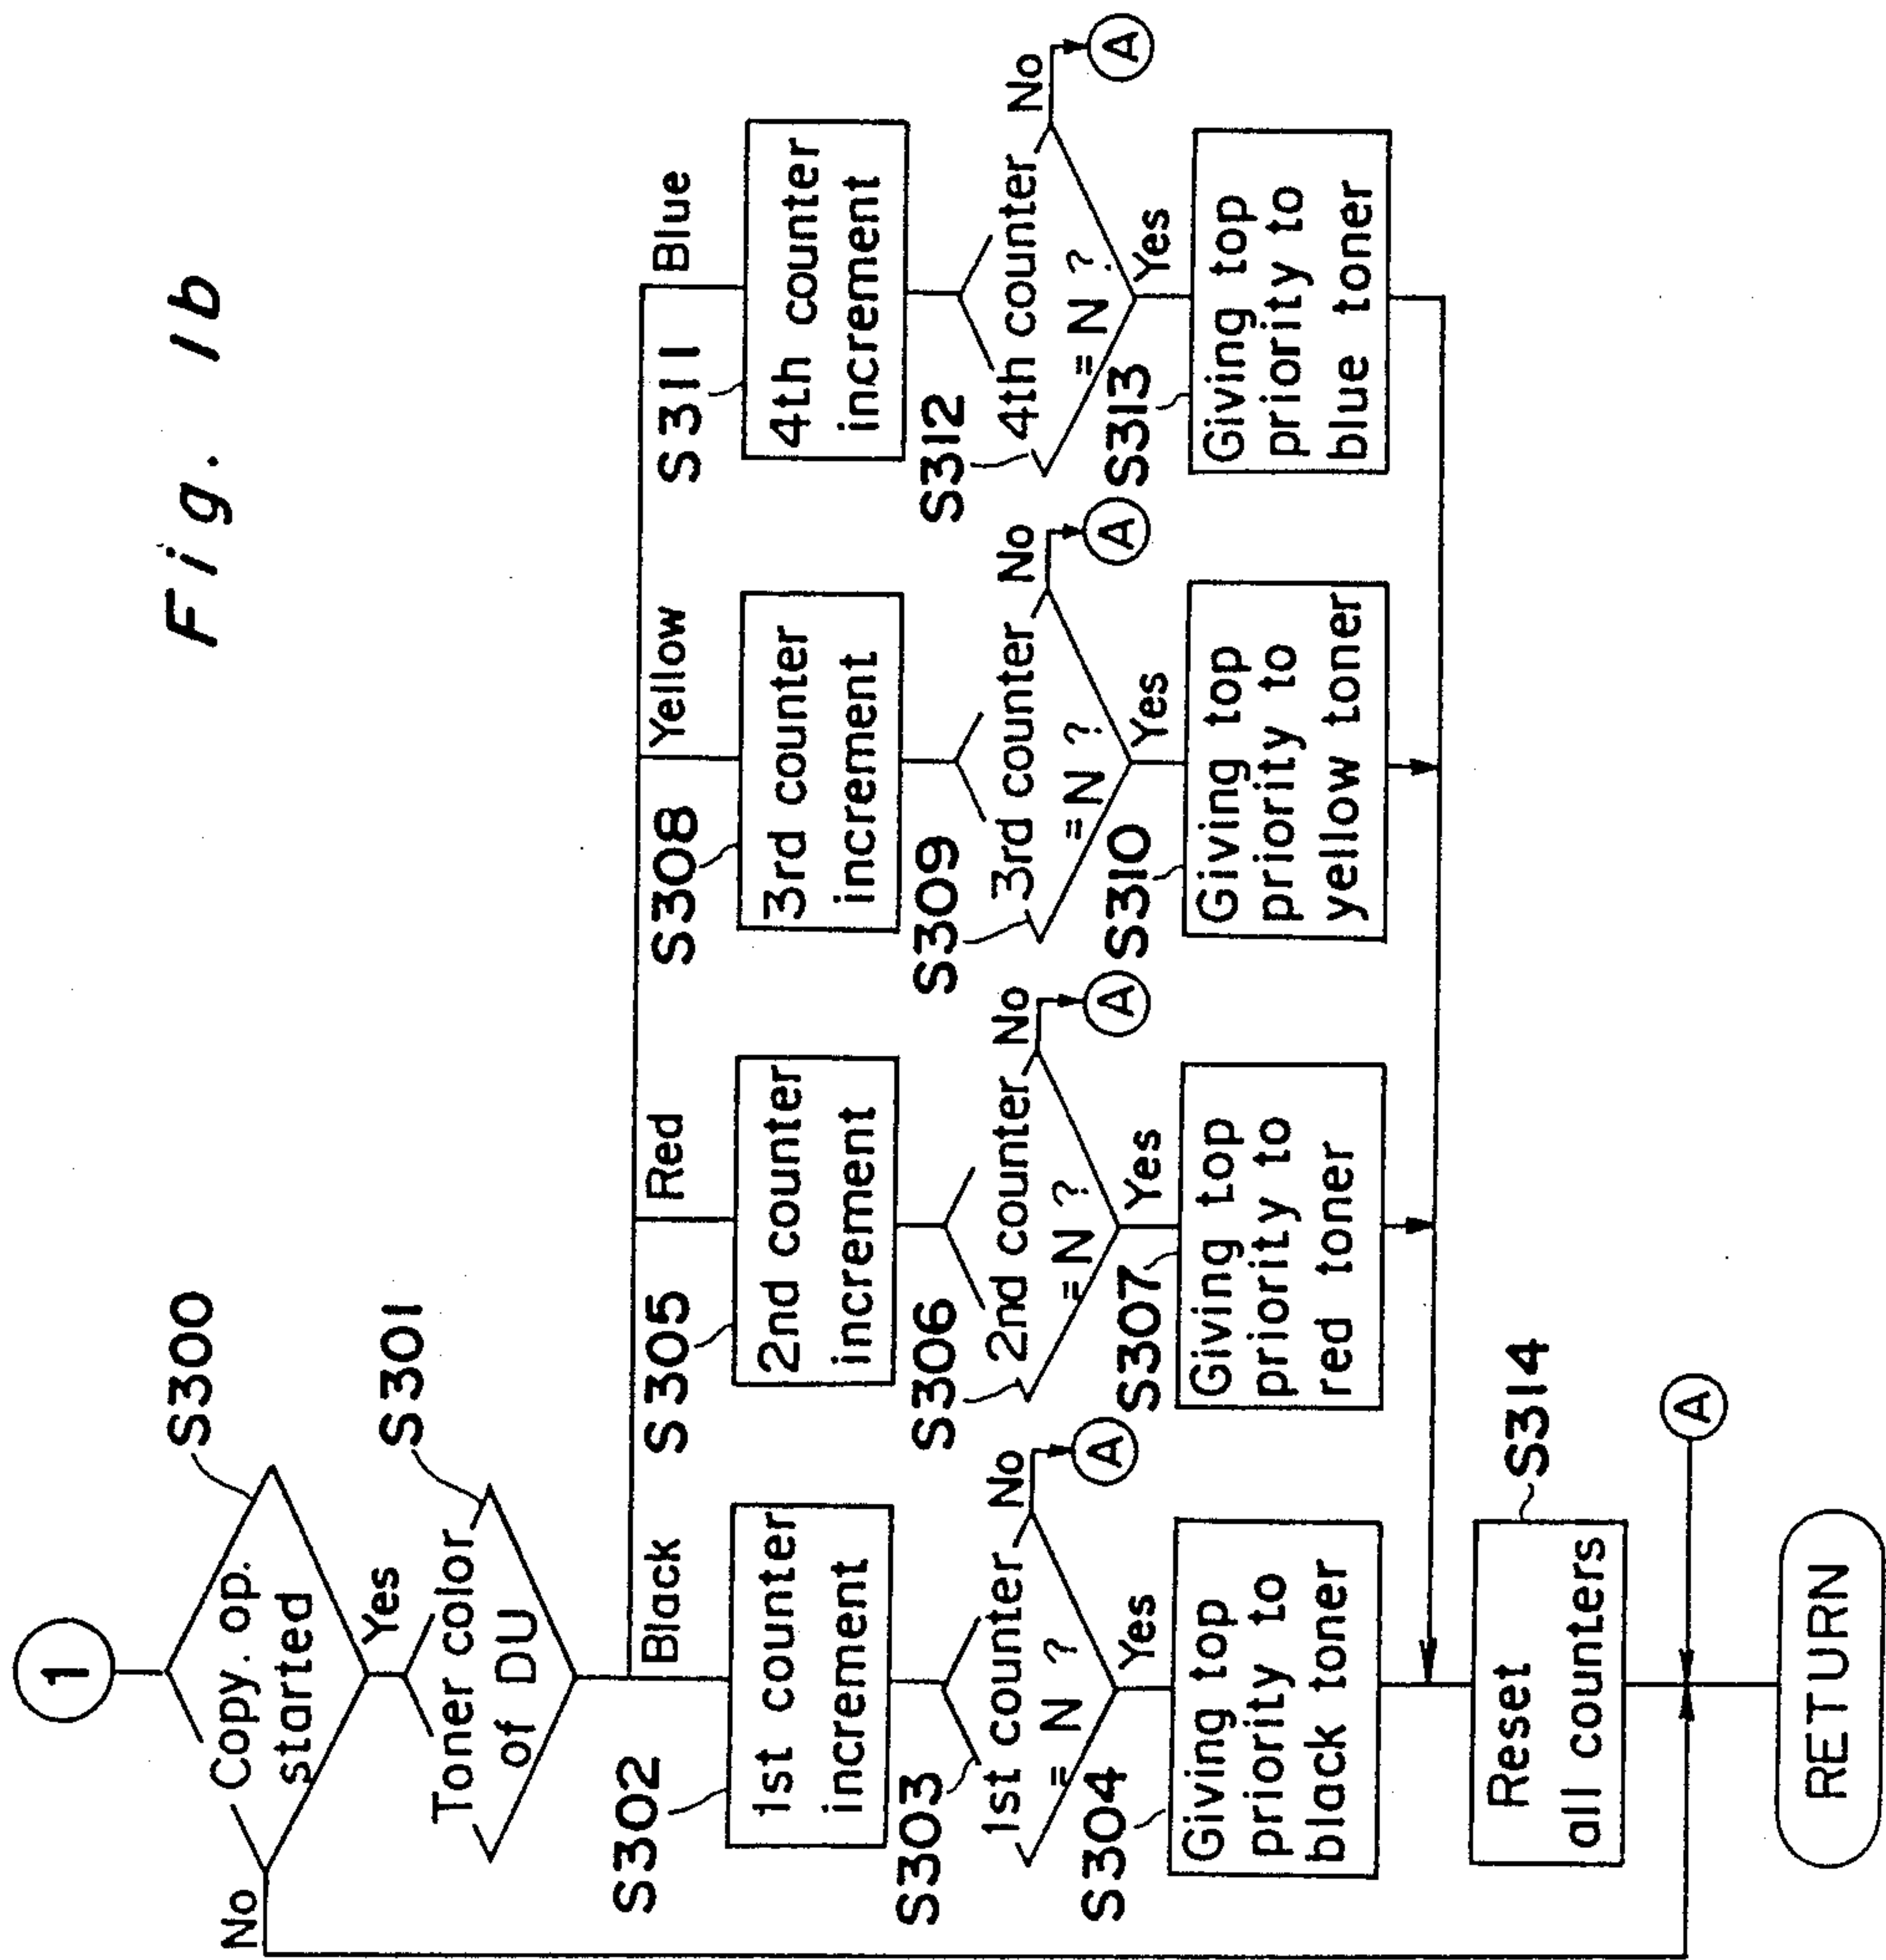 Fig. 1b
1
S300
Copy. op.
started
No
Yes
S301
Toner color
of DU
Black
Red
Yellow
Blue
S302
1st counter
increment
S305
2nd counter
increment
S308
3rd counter
increment
S311
4th counter
increment
S303
1st counter
= N ?
No
A
Yes
S306
2nd counter
= N ?
No
A
Yes
S309
3rd counter
= N ?
No
A
Yes
S312
4th counter
= N ?
No
A
Yes
S304
Giving top
priority to
black toner
S307
Giving top
priority to
red toner
S310
Giving top
priority to
yellow toner
S313
Giving top
priority to
blue toner
S314
Reset
all counters
A
RETURN